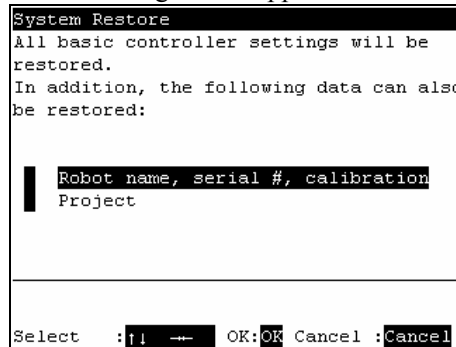 System Restore
All basic controller settings will be
restored.
In addition, the following data can also
be restored:
Robot name, serial #, calibration
Project
Select :↑↓ →← OK:OK Cancel :Cancel